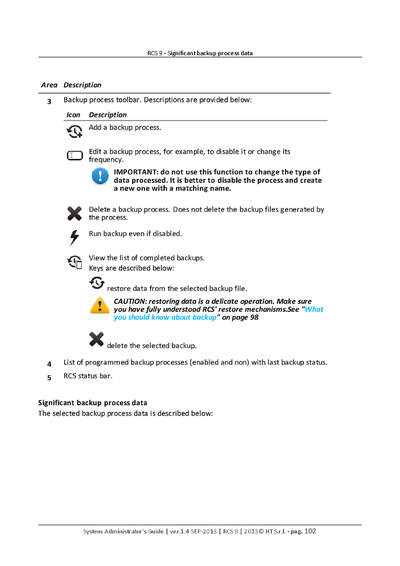 RCS 9 - Significant backup process data
Area Description
3 Backup process toolbar. Descriptions are provided below:
Icon Description
Add a backup process.
Edit a backup process, for example, to disable it or change its
frequency.
IMPORTANT: do not use this function to change the type of
data processed. It is better to disable the process and create
a new one with a matching name.
Delete a backup process. Does not delete the backup files generated by
the process.
Run backup even if disabled.
View the list of completed backups.
Keys are described below:
restore data from the selected backup file.
CAUTION: restoring data is a delicate operation. Make sure
you have fully understood RCS' restore mechanisms.See "What
you should know about backup" on page 98
delete the selected backup.
4 List of programmed backup processes (enabled and non) with last backup status.
5 RCS status bar.
Significant backup process data
The selected backup process data is described below:
System Administrator's Guide | ver.1.4 SEP-2013 | RCS 9 | 2013 © HT S.r.l. - pag. 102